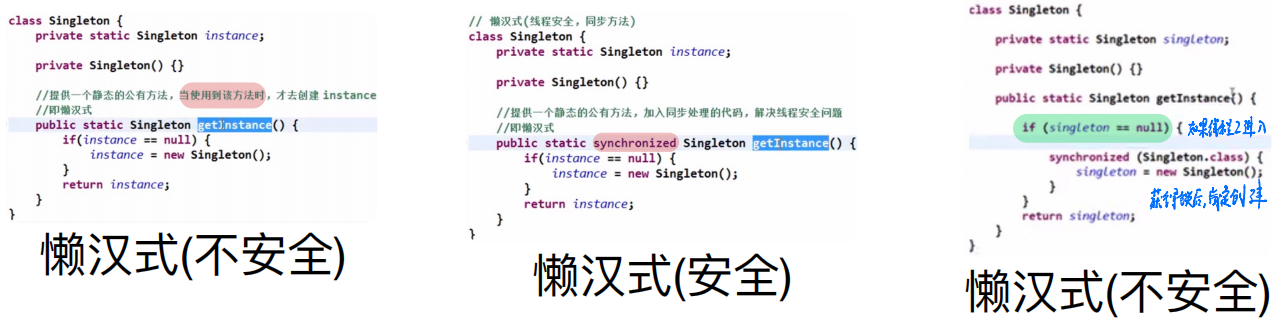 class Singleton {
private static Singleton instance;
private Singleton() {}
//提供一个静态的公有方法，当使用到该方法时，才去创建 instance
//即懒汉式
public static Singleton getInstance() {
if(instance == null) {
instance = new Singleton();
}
return instance;
}
}
懒汉式(不安全)
// 懒汉式(线程安全，同步方法)
class Singleton {
private static Singleton instance;
private Singleton() {}
//提供一个静态的公有方法，加入同步处理的代码，解决线程安全问题
//即懒汉式
public static synchronized Singleton getInstance() {
if(instance == null) {
instance = new Singleton();
}
return instance;
}
}
懒汉式(安全)
class Singleton {
private static Singleton singleton;
private Singleton() {}
public static Singleton getInstance() {
if (singleton == null) {
synchronized (Singleton.class) {
singleton = new Singleton();
}
}
return singleton;
}
}
获得锁后，肯定创建
懒汉式(不安全)